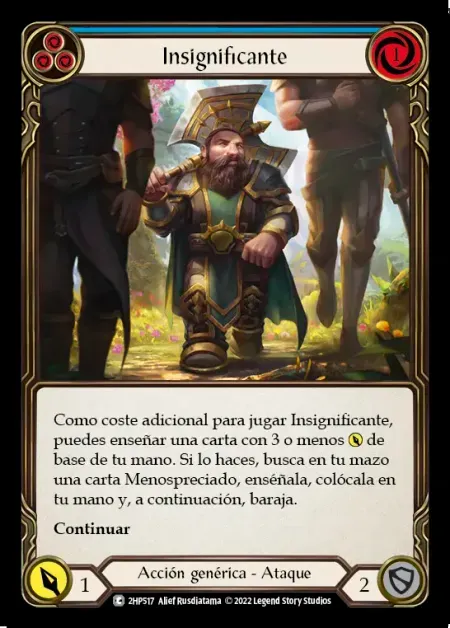 Insignificante
1
Como coste adicional para jugar Insignificante,
puedes enseñar una carta con 3 o menos de
base de tu mano. Si lo haces, busca en tu mazo
una carta Menospreciado, enséñala, colócala en
tu mano y, a continuación, baraja.
Continuar
1
Acción genérica - Ataque
2
C 2HP517 Alief Rusdiatama © 2022 Legend Story Studios